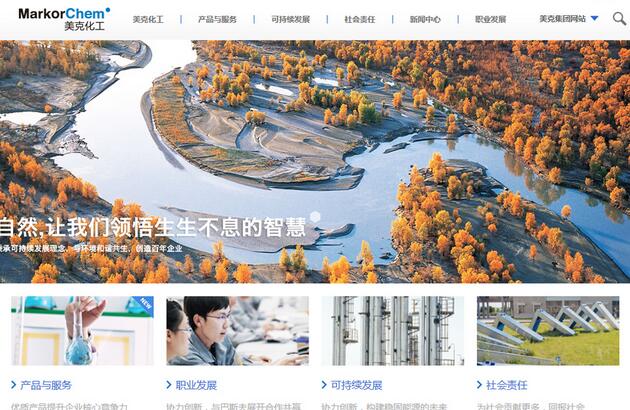 MarkorChem
美克化工
美克化工 产品与服务 可持续发展 社会责任 新闻中心 职业发展 美克集团网站
自然,让我们领悟生生不息的智慧
承可持续发展理念，与环境和谐共生，创造百年企业
NEW
产品与服务 职业发展 可持续发展 社会责任
优质产品提升企业核心竞争力 协力创新，与巴斯夫展开合作共赢 协力创新，构建稳固能源的未来 为社会贡献更多，回报社会